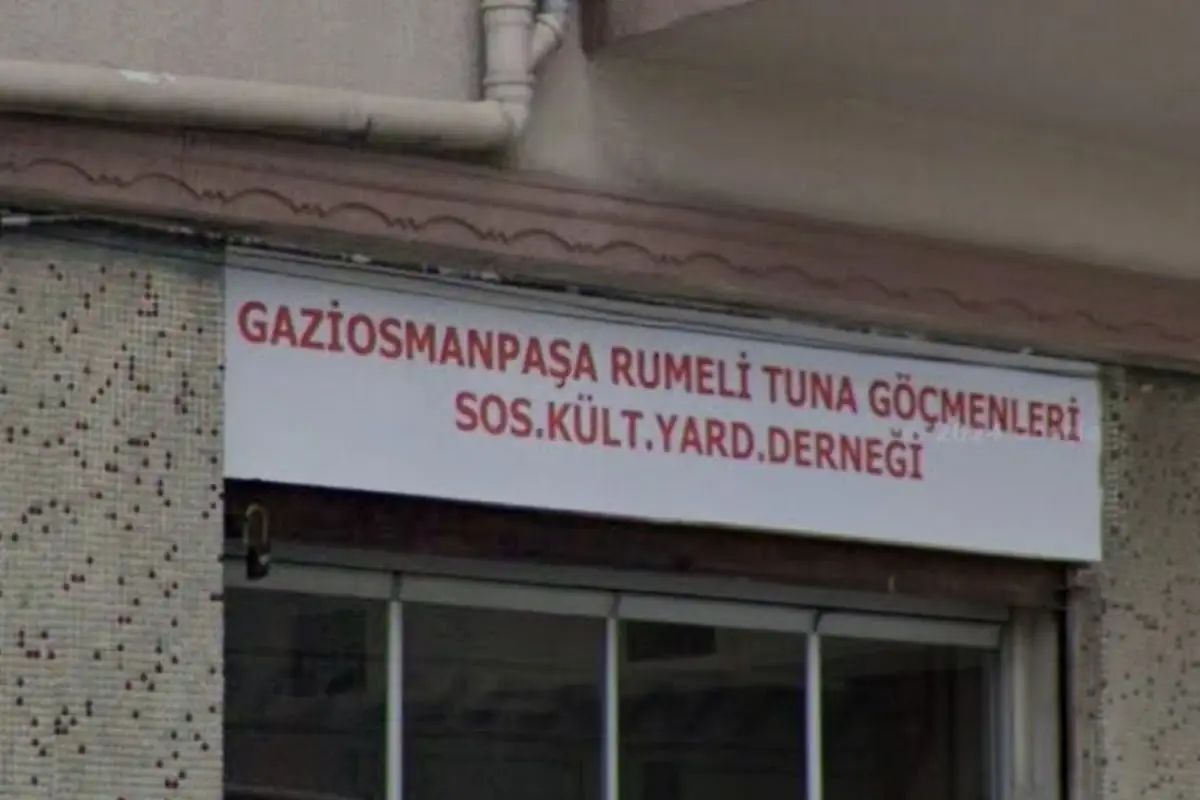 GAZİOSMANPAŞA RUMELİ TUNA GÖÇMENLERİ
SOS.KÜLT.YARD.DERNEĞİ